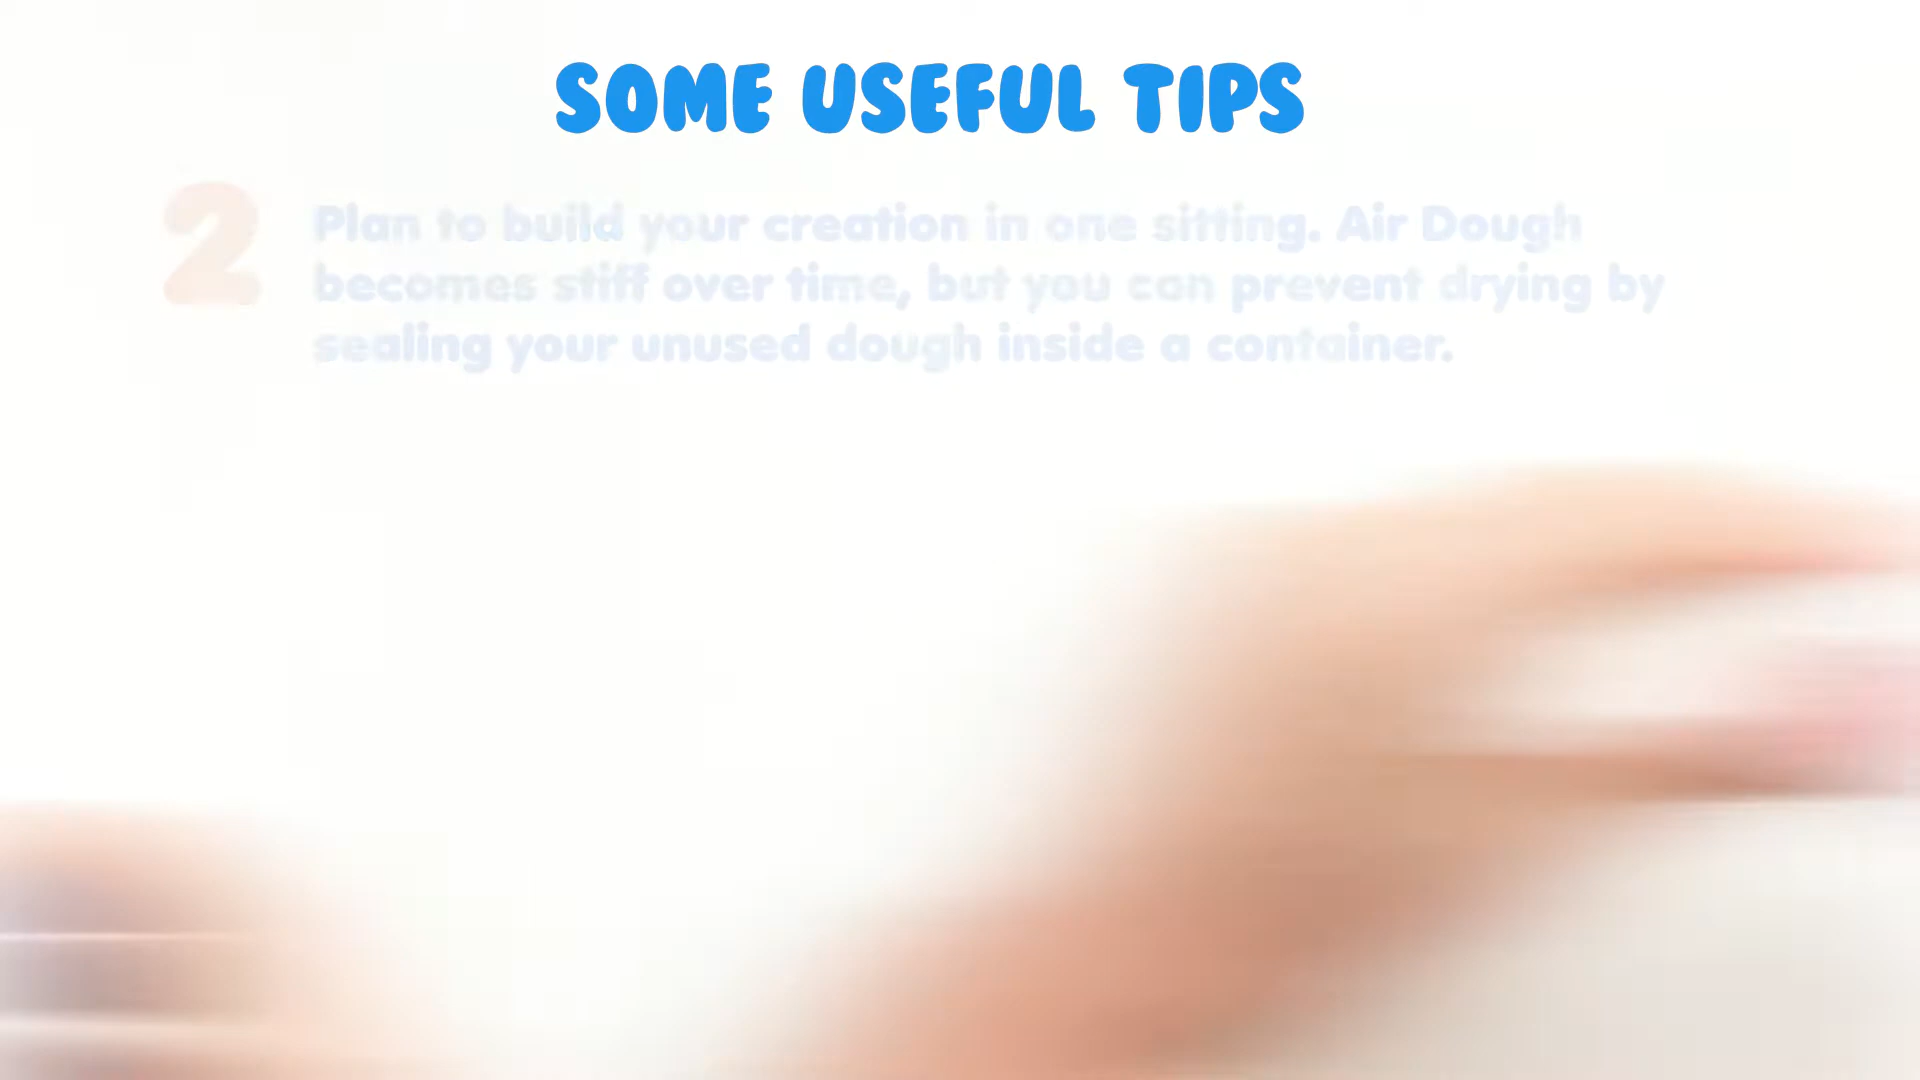 SOME USEFUL TIPS
2
Plan to build your creation in one sitting. Air Dough
becomes stiff over time, but you can prevent drying by
sealing your unused dough inside a container.